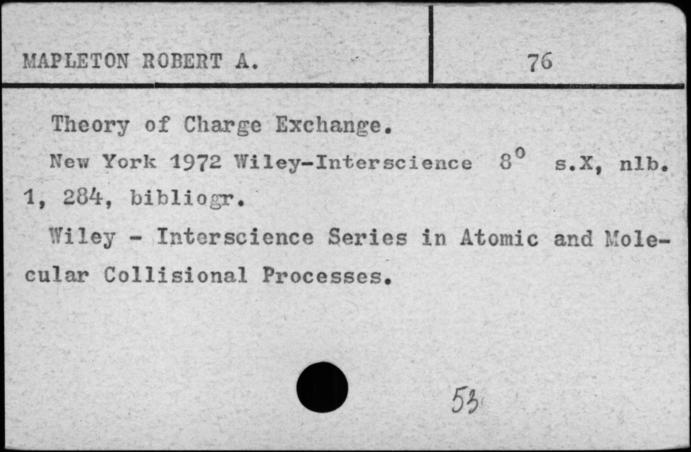 MAPLETON ROBERT A. 76
Theory of Charge Exchange.
New York 1972 Wiley-Interscience 8⁰ s.X, nlb.
1, 284, bibliogr.
Wiley - Interscience Series in Atomic and Mole-
cular Collisional Processes.
53